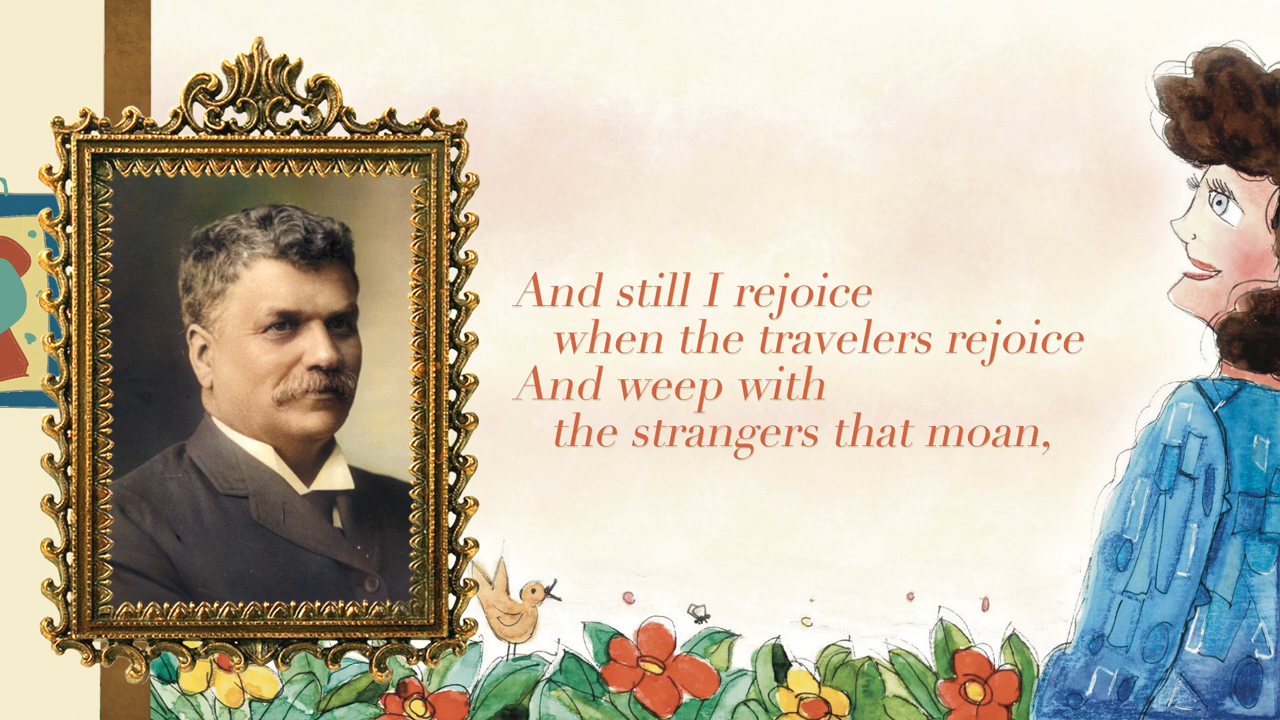 And still I rejoice
when the travelers rejoice
And weep with
the strangers that moan,